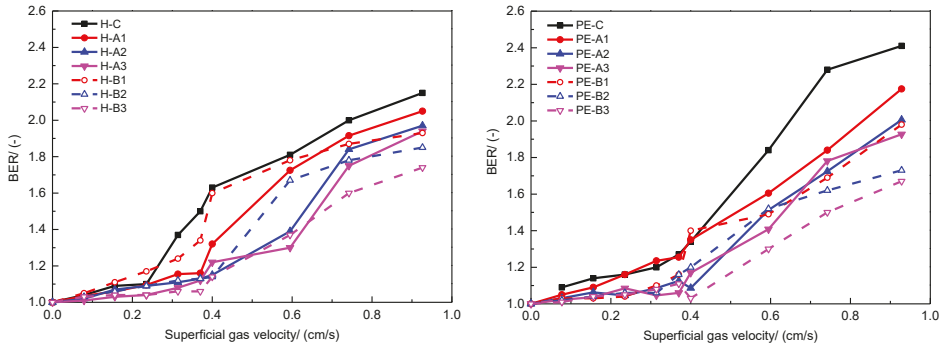 2.6
2.4
2.2
2.0
1.8
1.6
1.4
1.2
1.0
BER/ (-)
H-C
H-A1
H-A2
H-A3
H-B1
H-B2
H-B3
0.0 0.2 0.4 0.6 0.8 1.0
Superficial gas velocity/ (cm/s)
2.6
2.4
2.2
2.0
1.8
1.6
1.4
1.2
1.0
BER/ (-)
PE-C
PE-A1
PE-A2
PE-A3
PE-B1
PE-B2
PE-B3
0.0 0.2 0.4 0.6 0.8 1.0
Superficial gas velocity/ (cm/s)